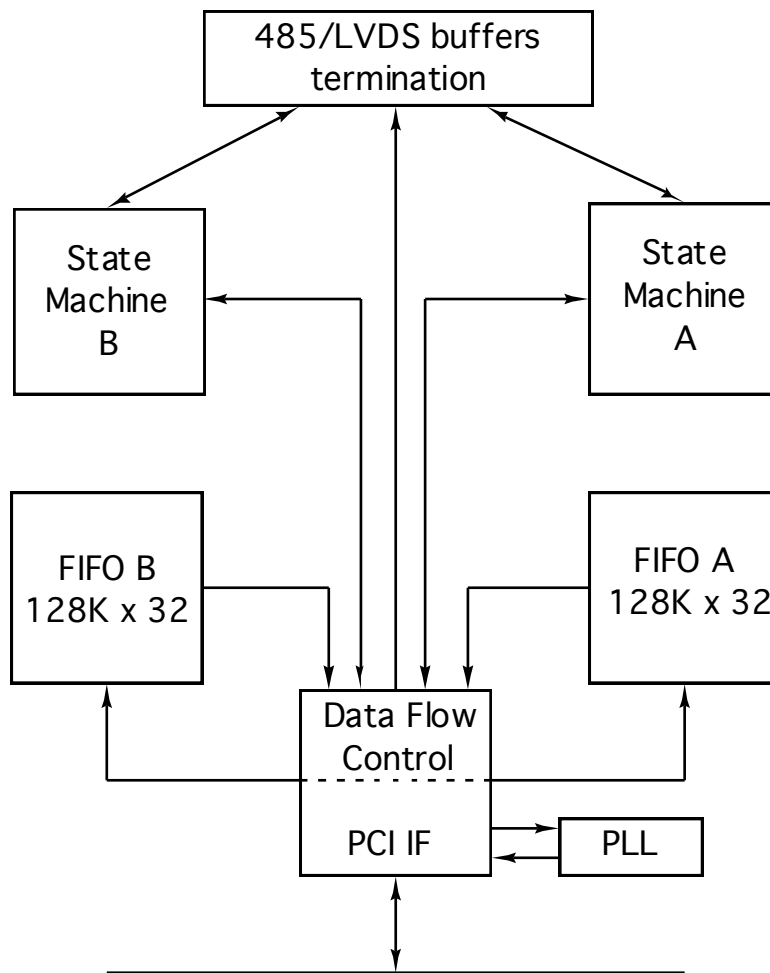 485/LVDS buffers
termination
State
Machine
B
State
Machine
A
FIFO B
128K x 32
FIFO A
128K x 32
Data Flow
Control
PCI IF
PLL